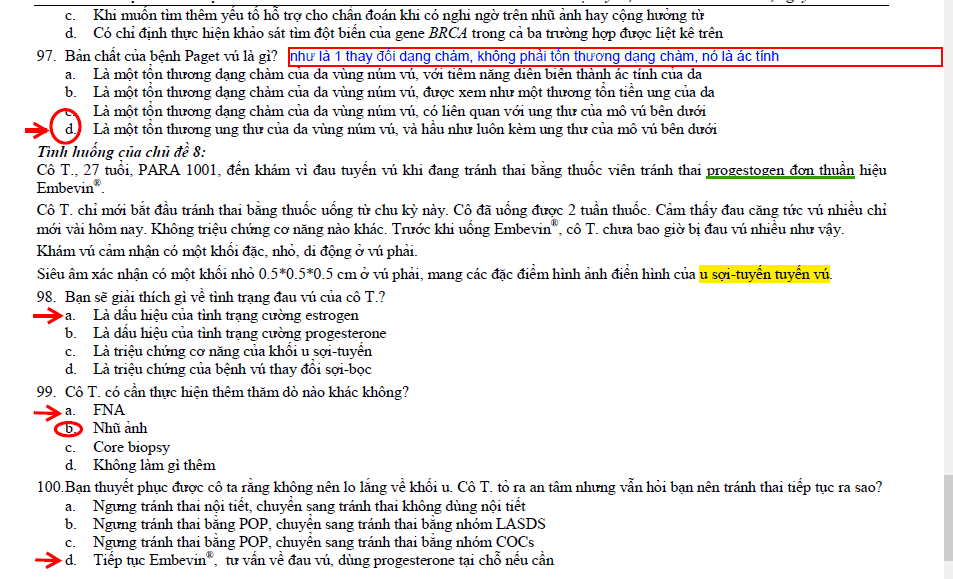 c. Khi muốn tìm thêm yếu tố hỗ trợ cho chẩn đoán khi có nghi ngờ trên nhũ ảnh hay cộng hưởng từ
d. Có chỉ định thực hiện khảo sát tìm đột biến của gene BRCA trong cả ba trường hợp được liệt kê trên
97. Bản chất của bệnh Paget vú là gì? như là 1 thay đổi dạng chàm, không phải tổn thương dạng chàm, nó là ác tính
a. Là một tổn thương dạng chàm của da vùng núm vú, với tiềm năng diễn biến thành ác tính của da
b. Là một tổn thương dạng chàm của da vùng núm vú, được xem như một thương tổn tiền ung của da
c. Là một tổn thương dạng chàm của da vùng núm vú, có liên quan với ung thư của mô vú bên dưới
d. Là một tổn thương ung thư của da vùng núm vú, và hầu như luôn kèm ung thư của mô vú bên dưới
Tình huống của chủ đề 8:
Cô T., 27 tuổi, PARA 1001, đến khám vì đau tuyến vú khi đang tránh thai bằng thuốc viên tránh thai progestogen đơn thuần hiệu
Embevin®.
Cô T. chỉ mới bắt đầu tránh thai bằng thuốc uống từ chu kỳ này. Cô đã uống được 2 tuần thuốc. Cảm thấy đau căng tức vú nhiều chỉ
mới vài hôm nay. Không triệu chứng cơ năng nào khác. Trước khi uống Embevin®, cô T. chưa bao giờ bị đau vú nhiều như vậy.
Khám vú cảm nhận có một khối đặc, nhỏ, di động ở vú phải.
Siêu âm xác nhận có một khối nhỏ 0.5*0.5*0.5 cm ở vú phải, mang các đặc điểm hình ảnh điển hình của u sợi-tuyến tuyến vú.
98. Bạn sẽ giải thích gì về tình trạng đau vú của cô T.?
a. Là dấu hiệu của tình trạng cường estrogen
b. Là dấu hiệu của tình trạng cường progesterone
c. Là triệu chứng cơ năng của khối u sợi-tuyến
d. Là triệu chứng của bệnh vú thay đổi sợi-bọc
99. Cô T. có cần thực hiện thêm thăm dò nào khác không?
a. FNA
b. Nhũ ảnh
c. Core biopsy
d. Không làm gì thêm
100.Bạn thuyết phục được cô ta rằng không nên lo lắng về khối u. Cô T. tỏ ra an tâm nhưng vẫn hỏi bạn nên tránh thai tiếp tục ra sao?
a. Ngưng tránh thai nội tiết, chuyển sang tránh thai không dùng nội tiết
b. Ngưng tránh thai bằng POP, chuyển sang tránh thai bằng nhóm LASDS
c. Ngưng tránh thai bằng POP, chuyển sang tránh thai bằng nhóm COCs
d. Tiếp tục Embevin®, tư vấn về đau vú, dùng progesterone tại chỗ nếu cần